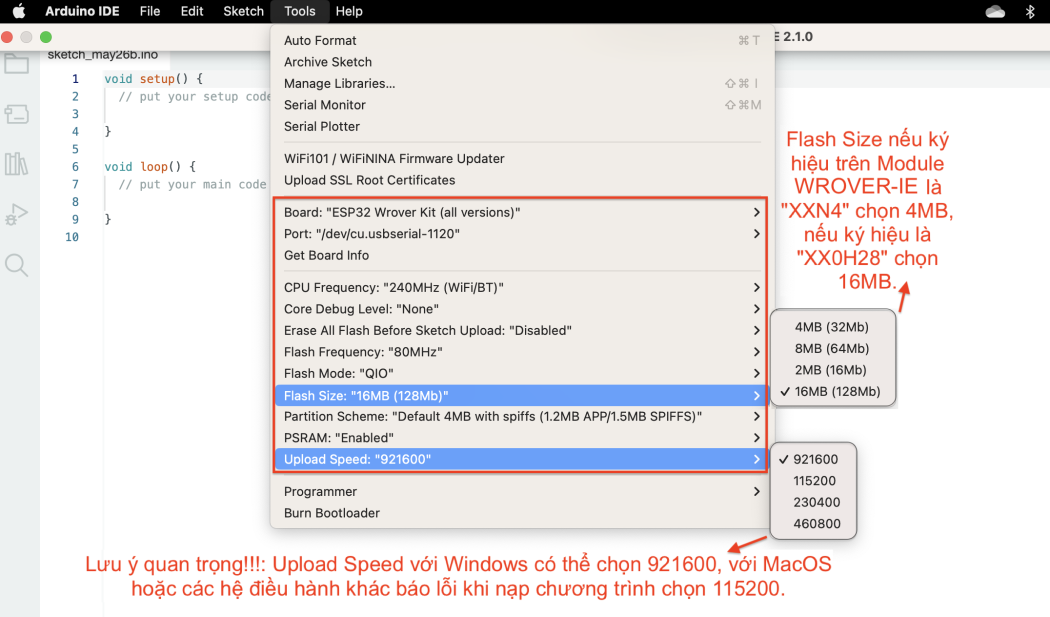 Arduino IDE File Edit Sketch Tools Help
E 2.1.0
sketch_may26b.ino
1 void setup() {
2 // put your setup code
3
4 }
5
6 void loop() {
7 // put your main code
8
9 }
10
Auto Format ⌘ T
Archive Sketch
Manage Libraries... ⇧⌘ I
Serial Monitor ⇧⌘M
Serial Plotter
WiFi101 / WiFiNINA Firmware Updater
Upload SSL Root Certificates
Board: "ESP32 Wrover Kit (all versions)"
Port: "/dev/cu.usbserial-1120"
Get Board Info
CPU Frequency: "240MHz (WiFi/BT)"
Core Debug Level: "None"
Erase All Flash Before Sketch Upload: "Disabled"
Flash Frequency: "80MHz"
Flash Mode: "QIO"
Flash Size: "16MB (128Mb)"
Partition Scheme: "Default 4MB with spiffs (1.2MB APP/1.5MB SPIFFS)"
PSRAM: "Enabled"
Upload Speed: "921600"
Programmer
Burn Bootloader
Flash Size nếu ký
hiệu trên Module
WROVER-IE là
"XXN4" chọn 4MB,
nếu ký hiệu là
"XX0H28" chọn
16MB.
4MB (32Mb)
8MB (64Mb)
2MB (16Mb)
✓ 16MB (128Mb)
✓ 921600
115200
230400
460800
Lưu ý quan trọng!!!: Upload Speed với Windows có thể chọn 921600, với MacOS
hoặc các hệ điều hành khác báo lỗi khi nạp chương trình chọn 115200.